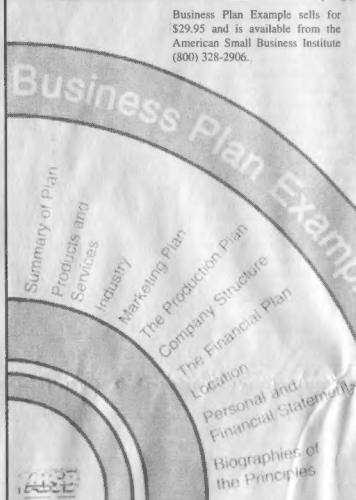 Business Plan Example sells for
$29.95 and is available from the
American Small Business Institute
(800) 328-2906.
Business Plan Example
Summary of Plan
Products and
Services
Industry
Marketing Plan
The Production Plan
Company Structure
The Financial Plan
Location
Personal and
Financial Statements
Biographies of
the Principles